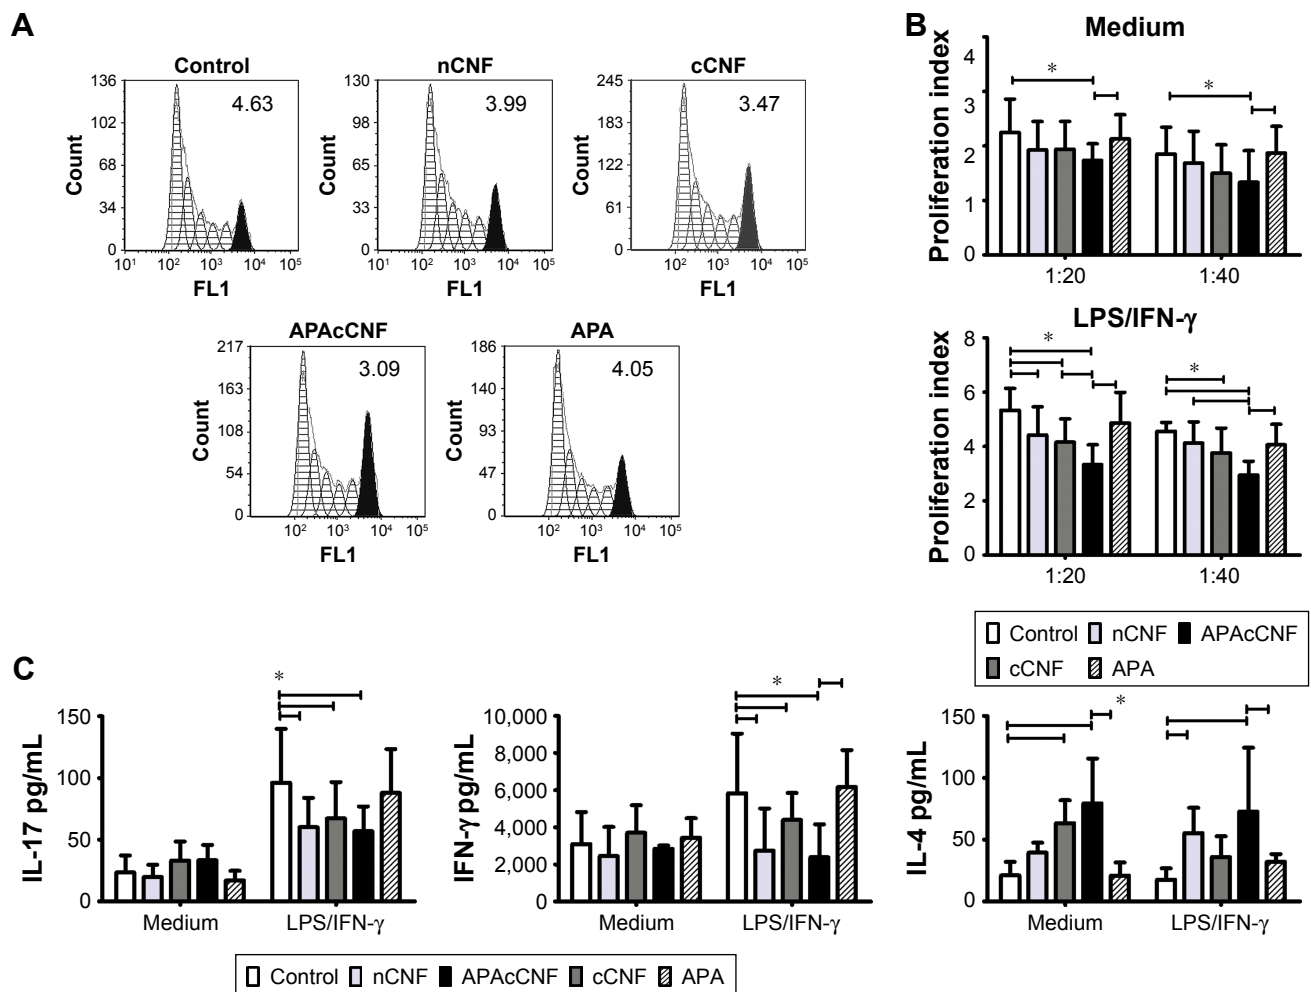 A
Control
136
102
68
34
0
4.63
Count
10¹ 10² 10³ 10⁴ 10⁵
FL1
nCNF
130
98
65
33
0
3.99
Count
10¹ 10² 10³ 10⁴ 10⁵
FL1
cCNF
245
183
122
61
0
3.47
Count
10² 10³ 10⁴ 10⁵
FL1
APAcCNF
217
163
108
54
0
3.09
Count
10² 10³ 10⁴ 10⁵
FL1
APA
186
140
93
47
0
4.05
Count
10² 10³ 10⁴ 10⁵
FL1
B
Medium
Proliferation index
4
3
2
1
0
*
*
1:20 1:40
LPS/IFN-γ
Proliferation index
8
6
4
2
0
*
*
1:20 1:40
Control nCNF APAcCNF
cCNF APA
C
IL-17 pg/mL
150
100
50
0
*
Medium LPS/IFN-γ
IFN-γ pg/mL
10,000
8,000
6,000
4,000
2,000
0
*
Medium LPS/IFN-γ
IL-4 pg/mL
150
100
50
0
*
Medium LPS/IFN-γ
Control nCNF APAcCNF cCNF APA